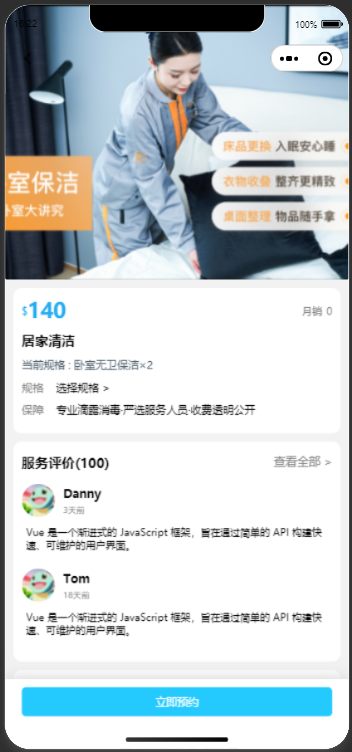 100%
床品更换 入眠安心睡
衣物收叠 整齐更精致
桌面整理 物品随手拿
室保洁
卧室大讲究
$140
月销 0
居家清洁
当前规格 : 卧室无卫保洁×2
规格 选择规格 >
保障 专业滴露消毒·严选服务人员·收费透明公开
服务评价(100)
查看全部 >
Danny
3天前
Vue 是一个渐进式的 JavaScript 框架，旨在通过简单的 API 构建快
速、可维护的用户界面。
Tom
18天前
Vue 是一个渐进式的 JavaScript 框架，旨在通过简单的 API 构建快
速、可维护的用户界面。
立即预约